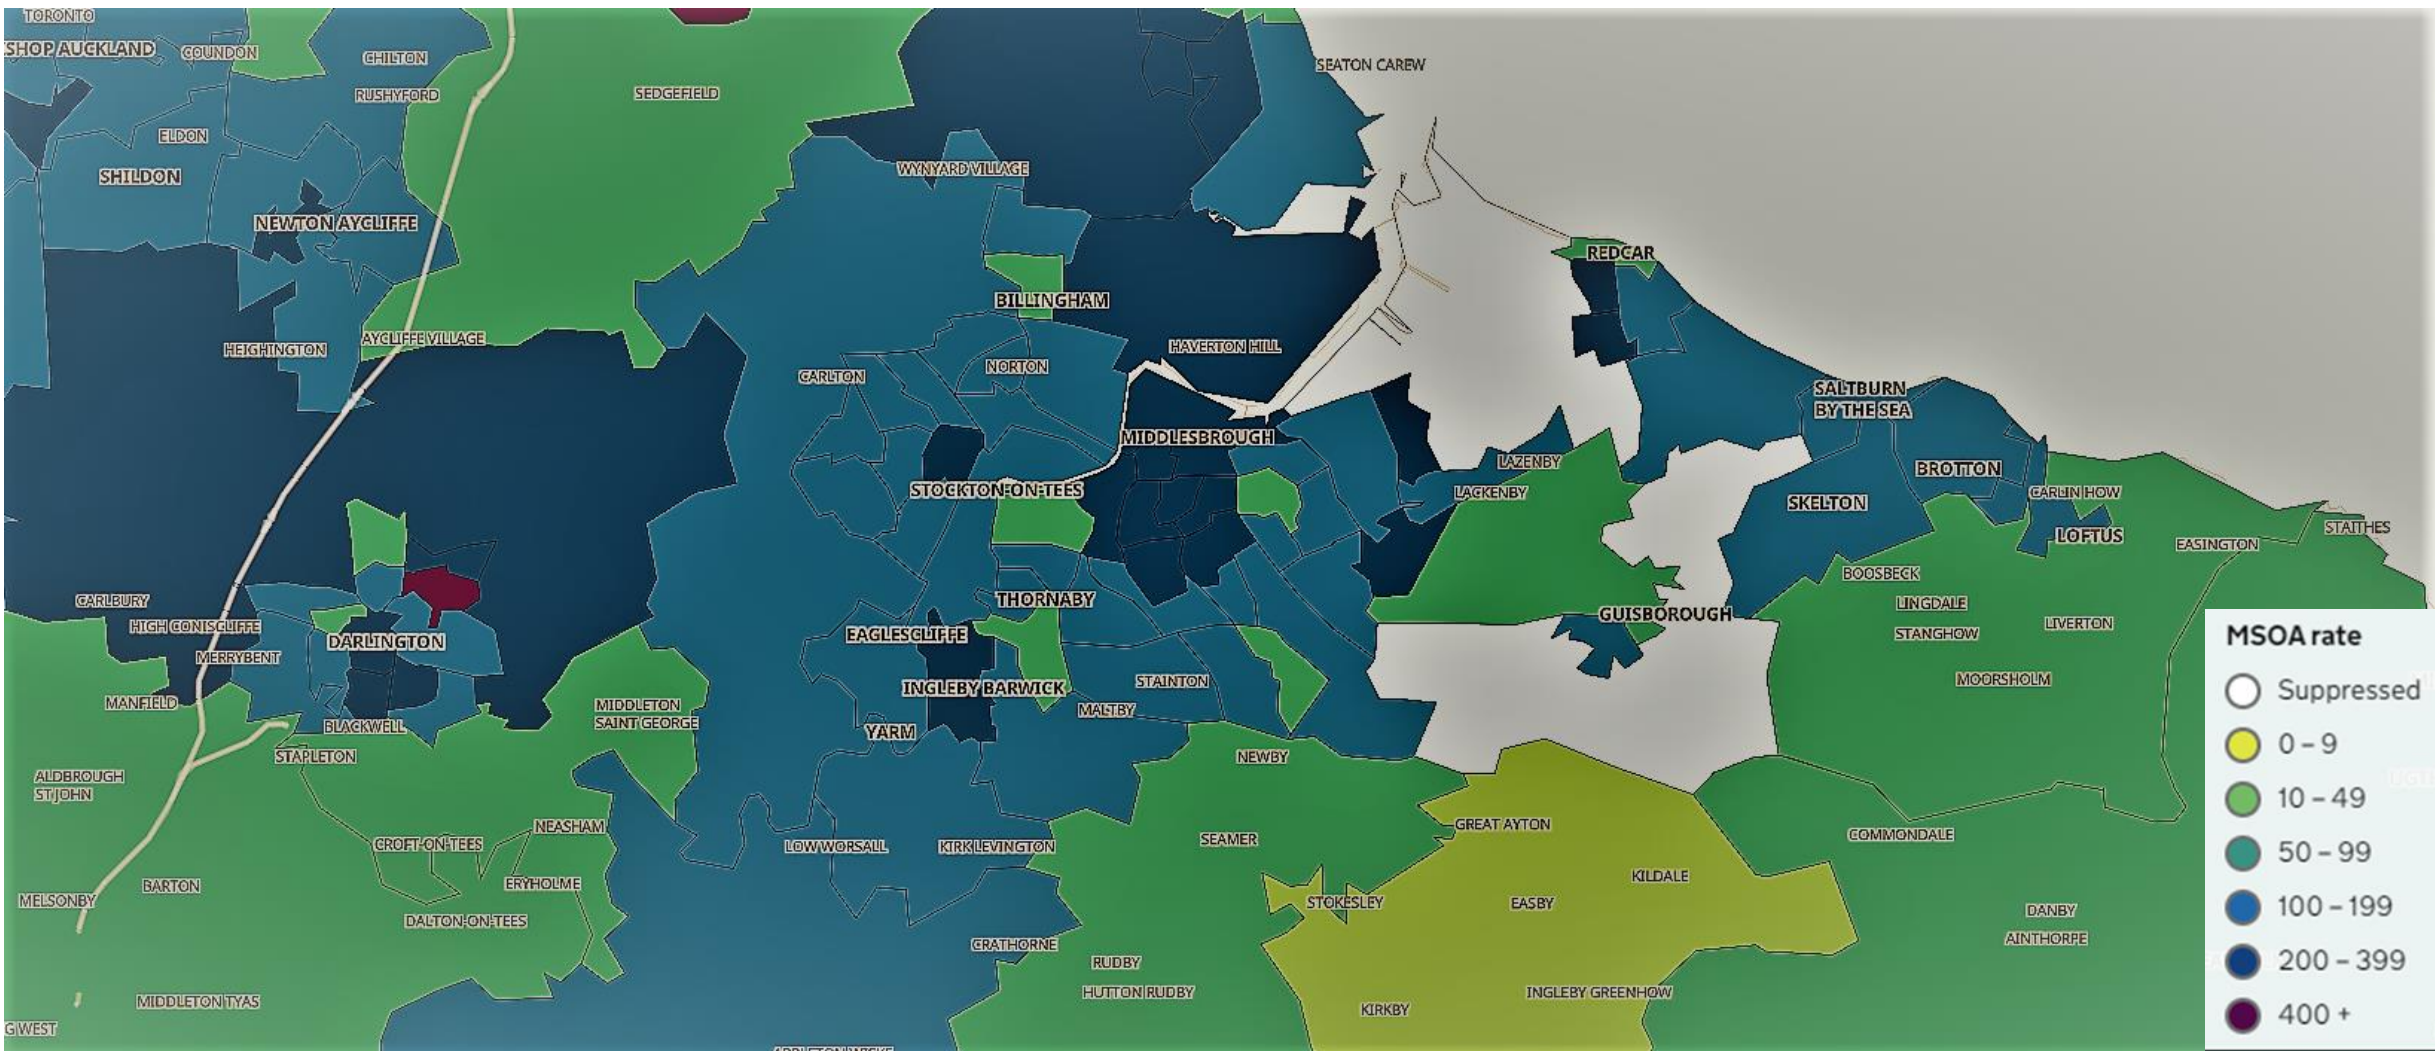 TORONTO
SHOP AUCKLAND
COUNDON
CHILTON
SEATON CAREW
RUSHYFORD
SEDGEFIELD
ELDON
SHILDON
WYNYARD VILLAGE
NEWTON AYCLIFFE
REDCAR
BILLINGHAM
AYCLIFFE VILLAGE
HEIGHINGTON
HAVERTON HILL
NORTON
CARLTON
SALTBURN
BY THE SEA
MIDDLESBROUGH
LAZENBY
BROTTON
STOCKTON-ON-TEES
LACKENBY
CARLIN HOW
SKELTON
STAITHES
LOFTUS
EASINGTON
BOOSBECK
CARLBURY
THORNABY
LINGDALE
GUISBOROUGH
HIGH CONISCLIFFE
DARLINGTON
EAGLESCLIFFE
STANGHOW
LIVERTON
MERRYBENT
MOORSHOLM
STAINTON
INGLEBY BARWICK
MANFIELD
MIDDLETON
SAINT GEORGE
MALTBY
BLACKWELL
YARM
STAPLETON
NEWBY
ALDBROUGH
ST JOHN
NEASHAM
GREAT AYTON
COMMONDALE
SEAMER
CROFT-ON-TEES
LOW WORSALL
KIRK LEVINGTON
KILDALE
BARTON
ERYHOLME
MELSONBY
STOKESLEY
EASBY
DANBY
DALTON-ON-TEES
AINTHORPE
CRATHORNE
RUDBY
HUTTON RUDBY
INGLEBY GREENHOW
MIDDLETON TYAS
KIRKBY
G WEST
MSOA rate
Suppressed
0 – 9
10 – 49
50 – 99
100 – 199
200 – 399
400 +